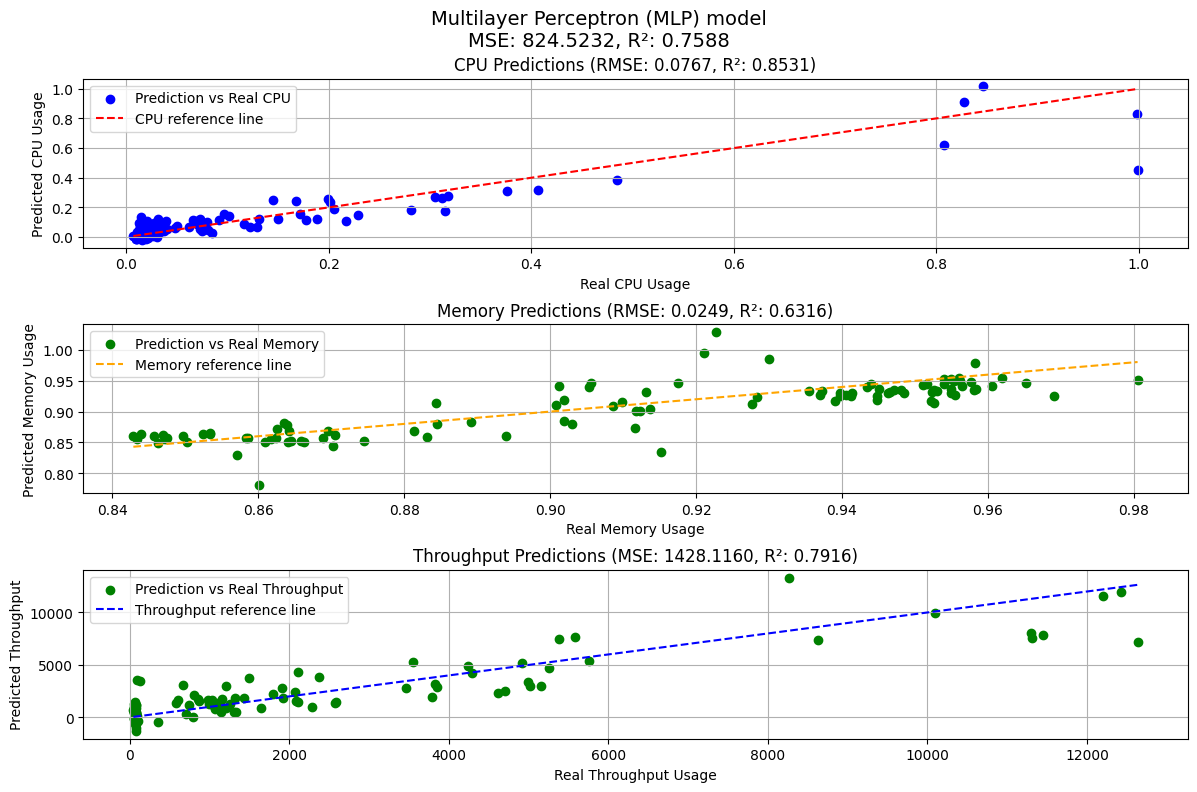 Multilayer Perceptron (MLP) model
MSE: 824.5232, R²: 0.7588
CPU Predictions (RMSE: 0.0767, R²: 0.8531)
Predicted CPU Usage
1.0
0.8
0.6
0.4
0.2
0.0
Prediction vs Real CPU
CPU reference line
0.0 0.2 0.4 0.6 0.8 1.0
Real CPU Usage
Memory Predictions (RMSE: 0.0249, R²: 0.6316)
Predicted Memory Usage
1.00
0.95
0.90
0.85
0.80
Prediction vs Real Memory
Memory reference line
0.84 0.86 0.88 0.90 0.92 0.94 0.96 0.98
Real Memory Usage
Throughput Predictions (MSE: 1428.1160, R²: 0.7916)
Predicted Throughput
10000
5000
0
Prediction vs Real Throughput
Throughput reference line
0 2000 4000 6000 8000 10000 12000
Real Throughput Usage